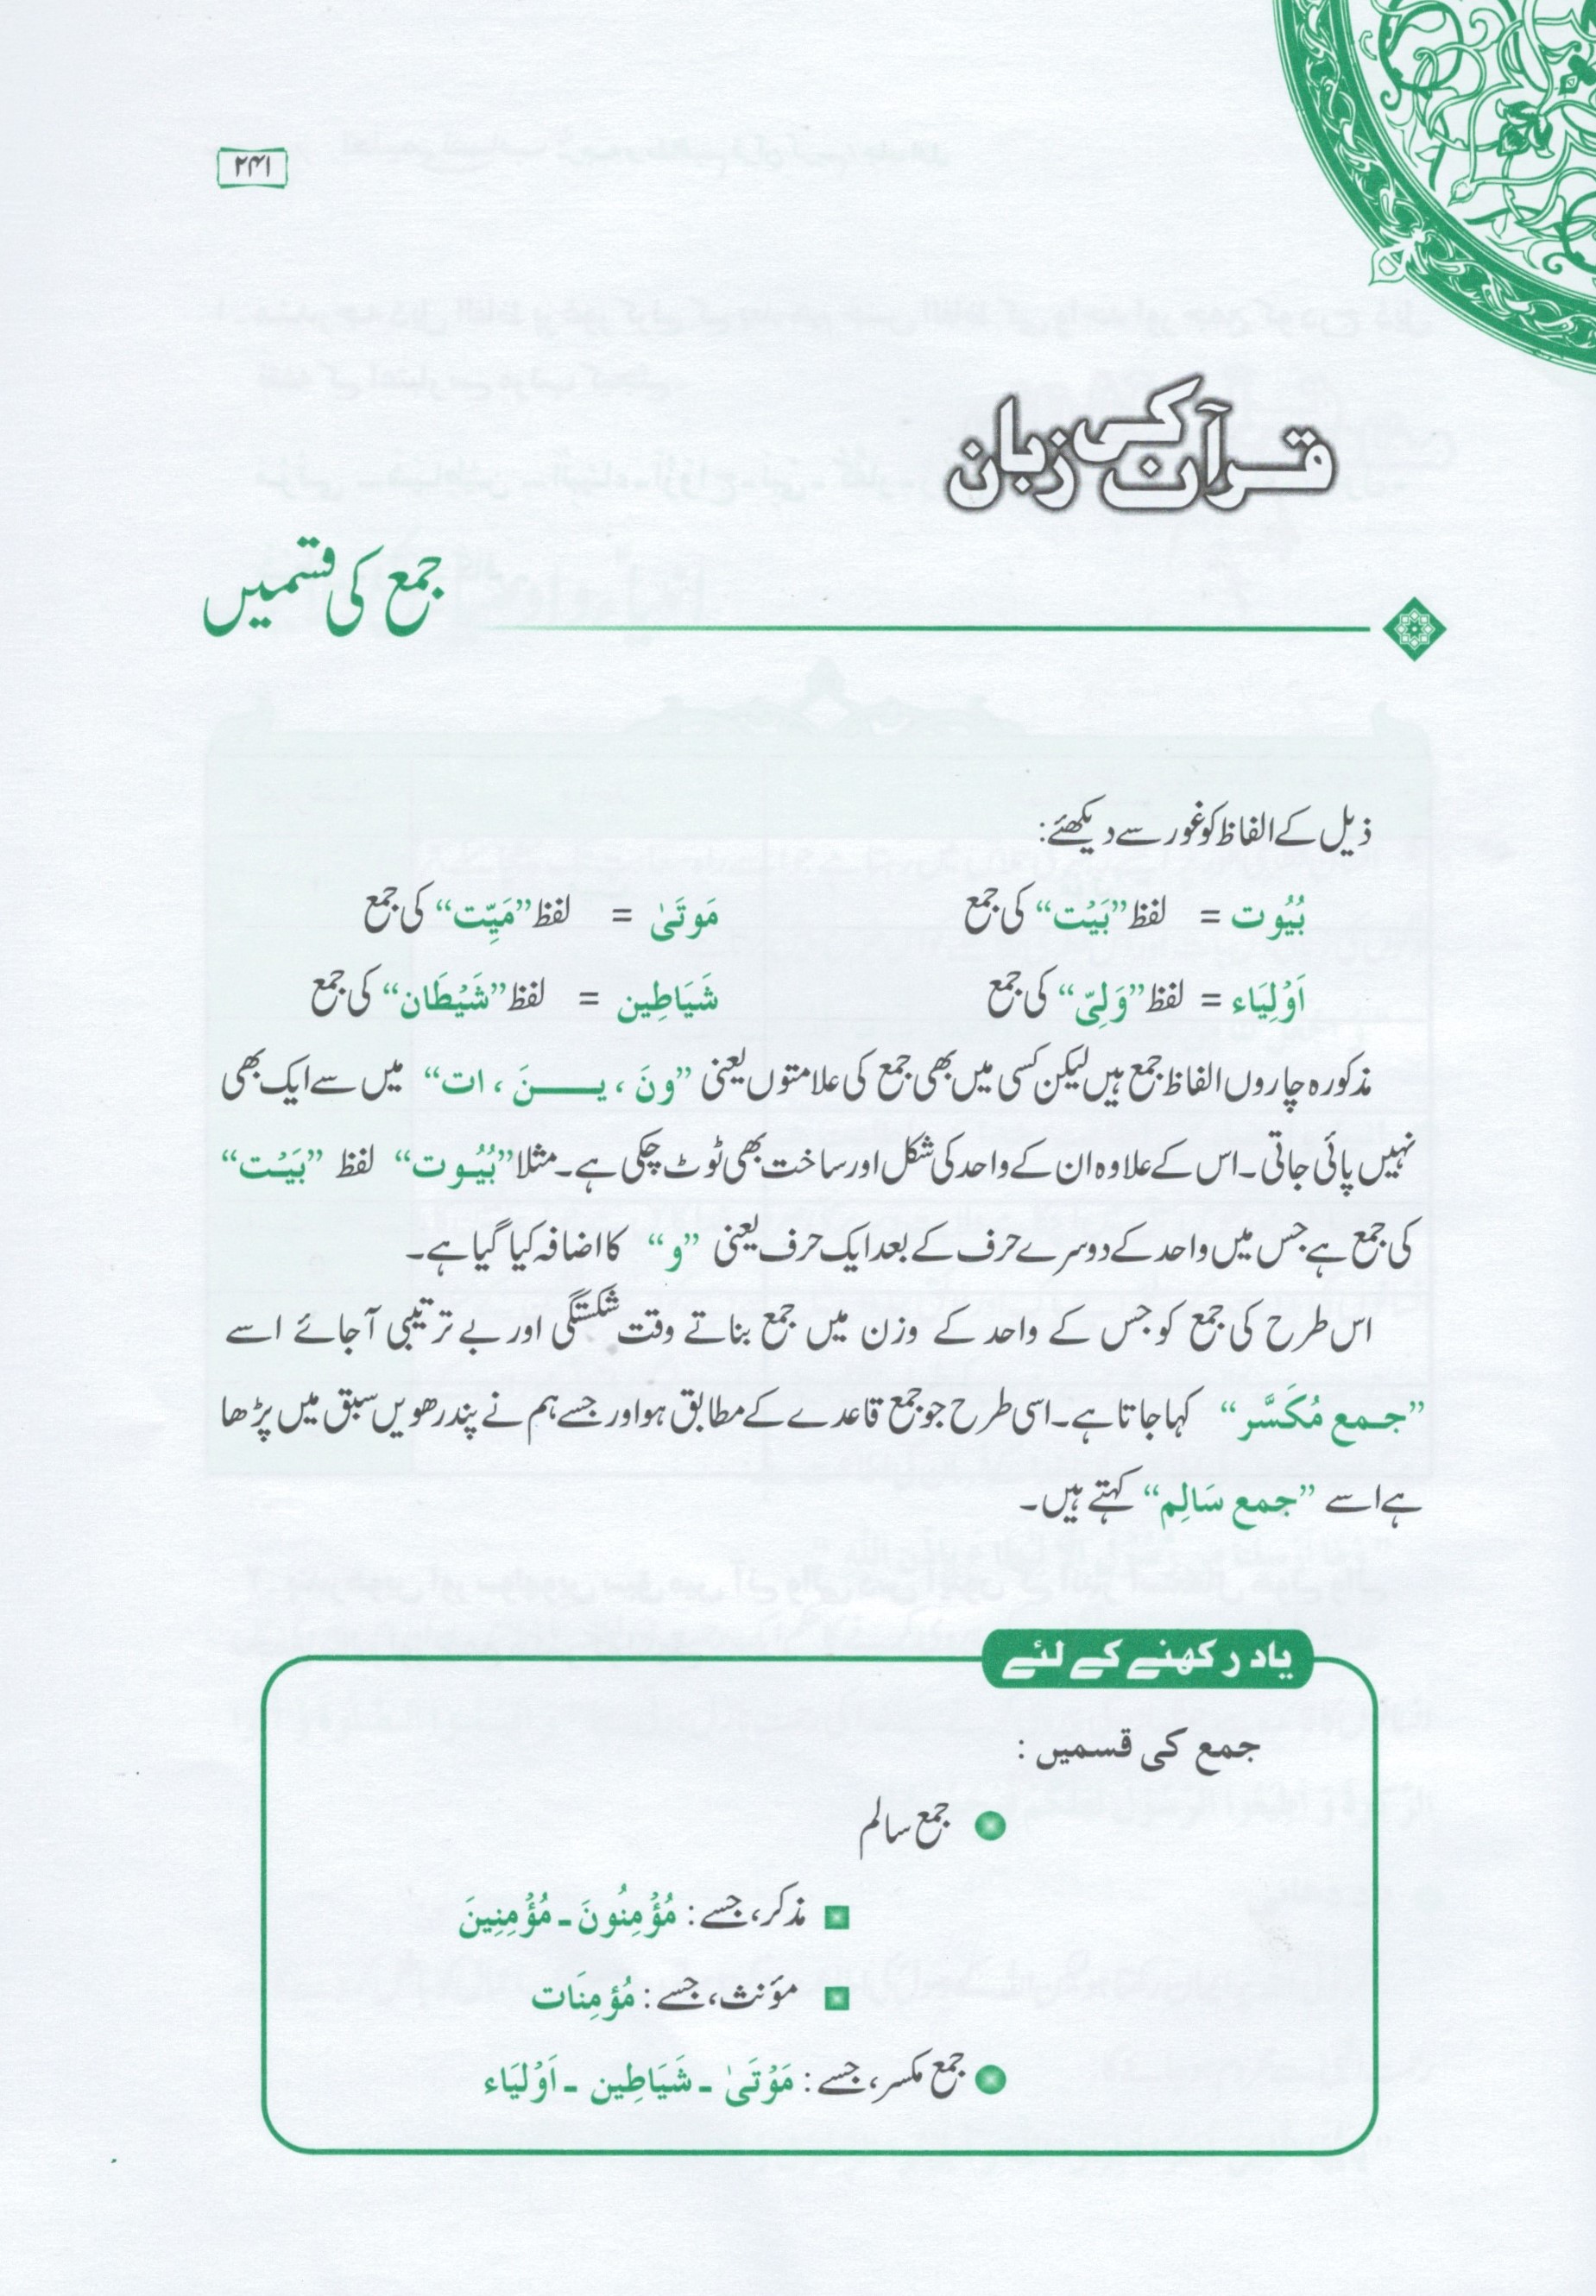 ۲۴۱
قرآن کی زبان
جمع کی قسمیں
ذیل کے الفاظ کو غور سے دیکھئے:
بُیُوت = لفظ ”بَیْت“ کی جمع مَوتَیٰ = لفظ ”مَیِّت“ کی جمع
اَوْلِیَاء = لفظ ”وَلِیّ“ کی جمع شَیَاطِین = لفظ ”شَیْطَان“ کی جمع
مذکورہ چاروں الفاظ جمع ہیں لیکن کسی میں بھی جمع کی علامتوں یعنی ”ونَ ، یـــنَ ، ات“ میں سے ایک بھی
نہیں پائی جاتی۔ اس کے علاوہ ان کے واحد کی شکل اور ساخت بھی ٹوٹ چکی ہے۔ مثلا ”بُیُوت“ لفظ ”بَیْت“
کی جمع ہے جس میں واحد کے دوسرے حرف کے بعد ایک حرف یعنی ”و“ کا اضافہ کیا گیا ہے۔
اس طرح کی جمع کو جس کے واحد کے وزن میں جمع بناتے وقت شکستگی اور بے ترتیبی آجائے اسے
”جمع مُکَسَّر“ کہا جاتا ہے۔ اسی طرح جو جمع قاعدے کے مطابق ہو اور جسے ہم نے پندرھویں سبق میں پڑھا
ہے اسے ”جمع سَالِم“ کہتے ہیں۔
یاد رکھنے کے لئے
جمع کی قسمیں :
جمع سالم
مذکر، جسے : مُؤْمِنُونَ ـ مُؤْمِنِینَ
مؤنث، جسے : مُؤمِنَات
جمع مکسر، جسے : مَوْتَیٰ ـ شَیَاطِین ـ اَوْلیَاء